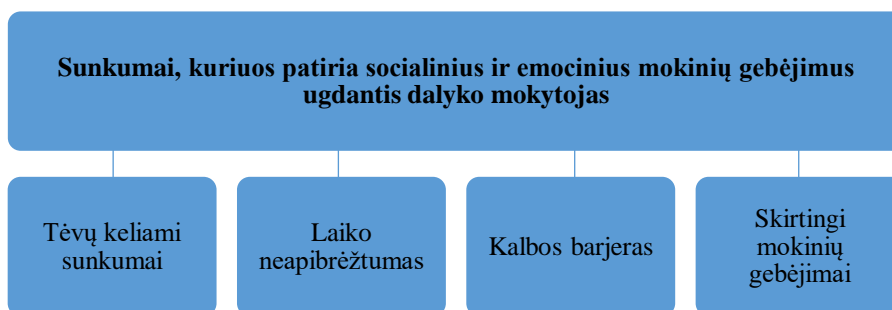 Sunkumai, kuriuos patiria socialinius ir emocinius mokinių gebėjimus
ugdantis dalyko mokytojas
Tėvų keliami
sunkumai
Laiko
neapibrėžtumas
Kalbos barjeras
Skirtingi
mokinių
gebėjimai